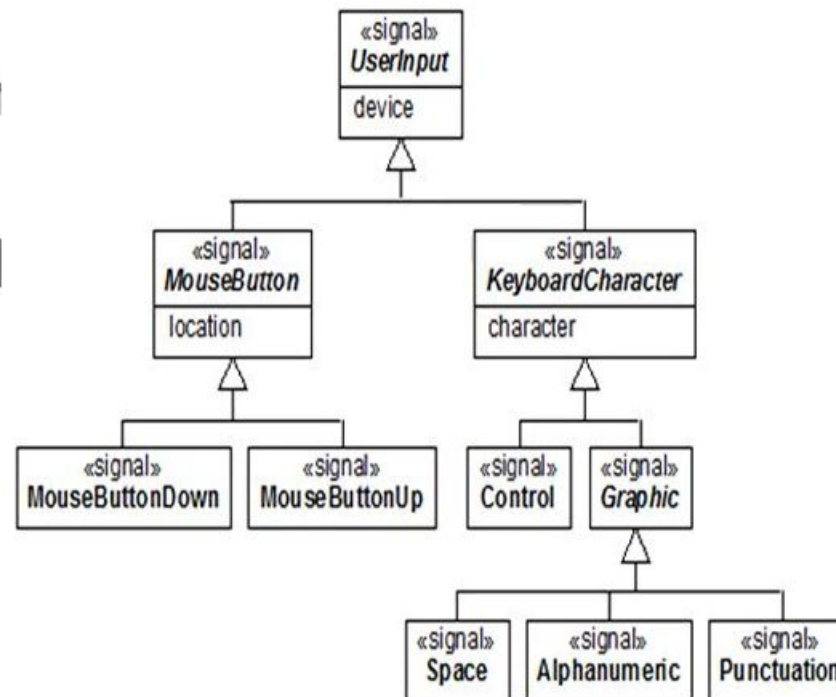 «signal»
UserInput
device
«signal»
MouseButton
location
«signal»
KeyboardCharacter
character
«signal»
MouseButtonDown
«signal»
MouseButtonUp
«signal»
Control
«signal»
Graphic
«signal»
Space
«signal»
Alphanumeric
«signal»
Punctuation